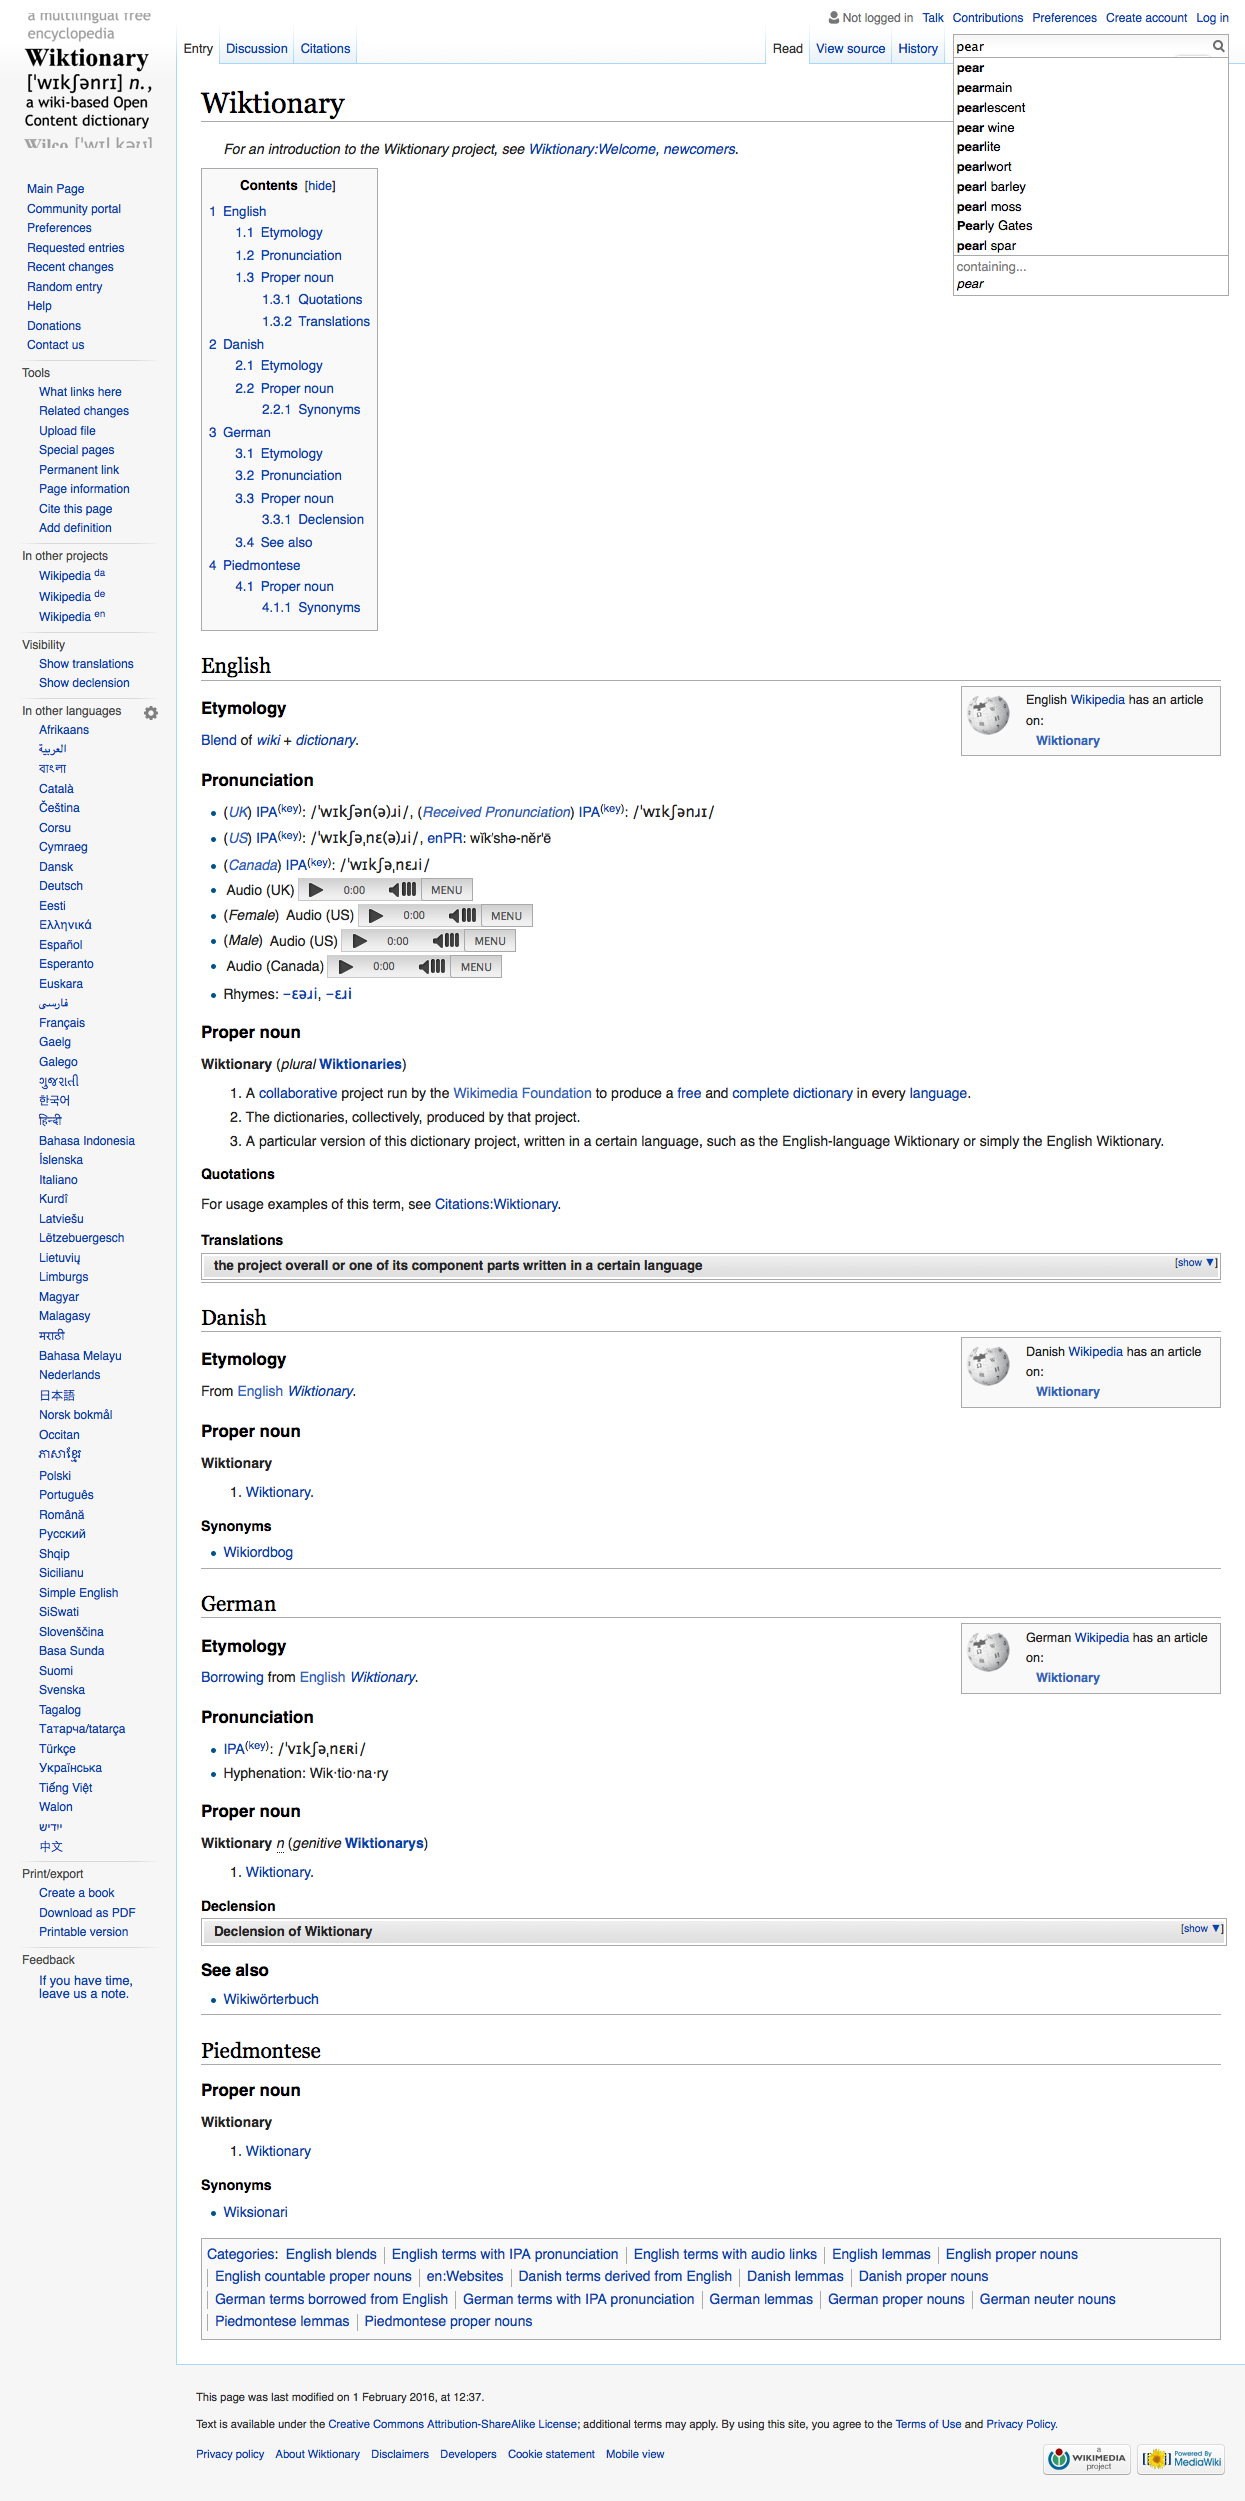 a multilingual free
encyclopedia
Wiktionary
['wɪkʃənrɪ] n.,
a wiki-based Open
Content dictionary
Wilco ['wɪl kəʊ]
Not logged in Talk Contributions Preferences Create account Log in
Entry Discussion Citations Read View source History
pear
pear
pearmain
pearlescent
pear wine
pearlite
pearlwort
pearl barley
pearl moss
Pearly Gates
pearl spar
containing...
pear
Main Page
Community portal
Preferences
Requested entries
Recent changes
Random entry
Help
Donations
Contact us
Tools
What links here
Related changes
Upload file
Special pages
Permanent link
Page information
Cite this page
Add definition
In other projects
Wikipedia da
Wikipedia de
Wikipedia en
Visibility
Show translations
Show declension
In other languages
Afrikaans
العربية
বাংলা
Català
Čeština
Corsu
Cymraeg
Dansk
Deutsch
Eesti
Ελληνικά
Español
Esperanto
Euskara
فارسی
Français
Gaelg
Galego
ગુજરાતી
한국어
हिन्दी
Bahasa Indonesia
Íslenska
Italiano
Kurdî
Latviešu
Lëtzebuergesch
Lietuvių
Limburgs
Magyar
Malagasy
मराठी
Bahasa Melayu
Nederlands
日本語
Norsk bokmål
Occitan
ភាសាខ្មែរ
Polski
Português
Română
Русский
Shqip
Sicilianu
Simple English
SiSwati
Slovenščina
Basa Sunda
Suomi
Svenska
Tagalog
Татарча/tatarça
Türkçe
Українська
Tiếng Việt
Walon
ייִדיש
中文
Print/export
Create a book
Download as PDF
Printable version
Feedback
If you have time,
leave us a note.
Wiktionary
For an introduction to the Wiktionary project, see Wiktionary:Welcome, newcomers.
Contents [hide]
1 English
1.1 Etymology
1.2 Pronunciation
1.3 Proper noun
1.3.1 Quotations
1.3.2 Translations
2 Danish
2.1 Etymology
2.2 Proper noun
2.2.1 Synonyms
3 German
3.1 Etymology
3.2 Pronunciation
3.3 Proper noun
3.3.1 Declension
3.4 See also
4 Piedmontese
4.1 Proper noun
4.1.1 Synonyms
English
English Wikipedia has an article
on:
Wiktionary
Etymology
Blend of wiki + dictionary.
Pronunciation
• (UK) IPA(key): /ˈwɪkʃən(ə)ɹi/, (Received Pronunciation) IPA(key): /ˈwɪkʃənɹɪ/
• (US) IPA(key): /ˈwɪkʃəˌnɛ(ə)ɹi/, enPR: wĭk'shə-nĕr'ē
• (Canada) IPA(key): /ˈwɪkʃəˌnɛɹi/
• Audio (UK) 0:00 MENU
• (Female) Audio (US) 0:00 MENU
• (Male) Audio (US) 0:00 MENU
• Audio (Canada) 0:00 MENU
• Rhymes: -ɛəɹi, -ɛɹi
Proper noun
Wiktionary (plural Wiktionaries)
1. A collaborative project run by the Wikimedia Foundation to produce a free and complete dictionary in every language.
2. The dictionaries, collectively, produced by that project.
3. A particular version of this dictionary project, written in a certain language, such as the English-language Wiktionary or simply the English Wiktionary.
Quotations
For usage examples of this term, see Citations:Wiktionary.
Translations
the project overall or one of its component parts written in a certain language [show ▼]
Danish
Danish Wikipedia has an article
on:
Wiktionary
Etymology
From English Wiktionary.
Proper noun
Wiktionary
1. Wiktionary.
Synonyms
• Wikiordbog
German
German Wikipedia has an article
on:
Wiktionary
Etymology
Borrowing from English Wiktionary.
Pronunciation
• IPA(key): /ˈvɪkʃəˌnɛʀi/
• Hyphenation: Wik·tio·na·ry
Proper noun
Wiktionary n (genitive Wiktionarys)
1. Wiktionary.
Declension
Declension of Wiktionary [show ▼]
See also
• Wikiwörterbuch
Piedmontese
Proper noun
Wiktionary
1. Wiktionary
Synonyms
• Wiksionari
Categories: English blends | English terms with IPA pronunciation | English terms with audio links | English lemmas | English proper nouns
| English countable proper nouns | en:Websites | Danish terms derived from English | Danish lemmas | Danish proper nouns
| German terms borrowed from English | German terms with IPA pronunciation | German lemmas | German proper nouns | German neuter nouns
| Piedmontese lemmas | Piedmontese proper nouns
This page was last modified on 1 February 2016, at 12:37.
Text is available under the Creative Commons Attribution-ShareAlike License; additional terms may apply. By using this site, you agree to the Terms of Use and Privacy Policy.
Privacy policy About Wiktionary Disclaimers Developers Cookie statement Mobile view
a
WIKIMEDIA
project
Powered By
MediaWiki